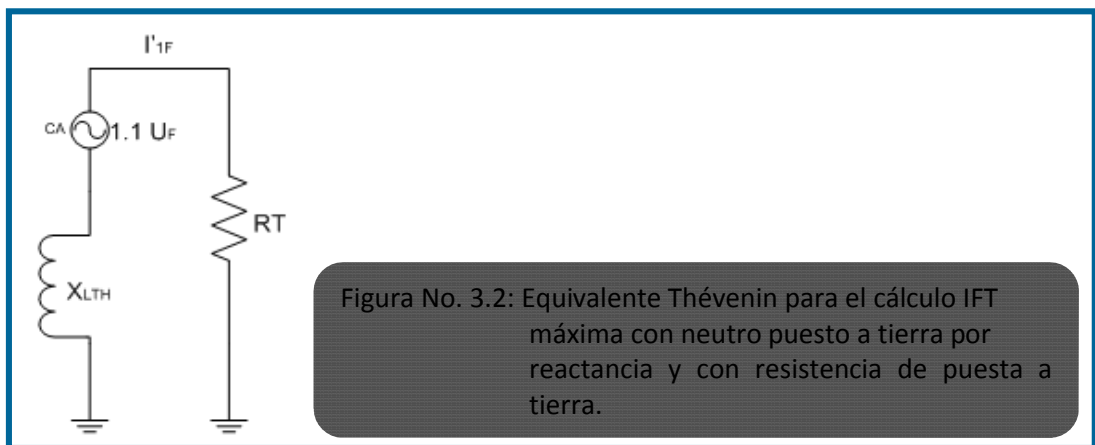 I'1F
CA 1.1 UF
RT
XLTH
Figura No. 3.2: Equivalente Thévenin para el cálculo IFT
máxima con neutro puesto a tierra por
reactancia y con resistencia de puesta a
tierra.